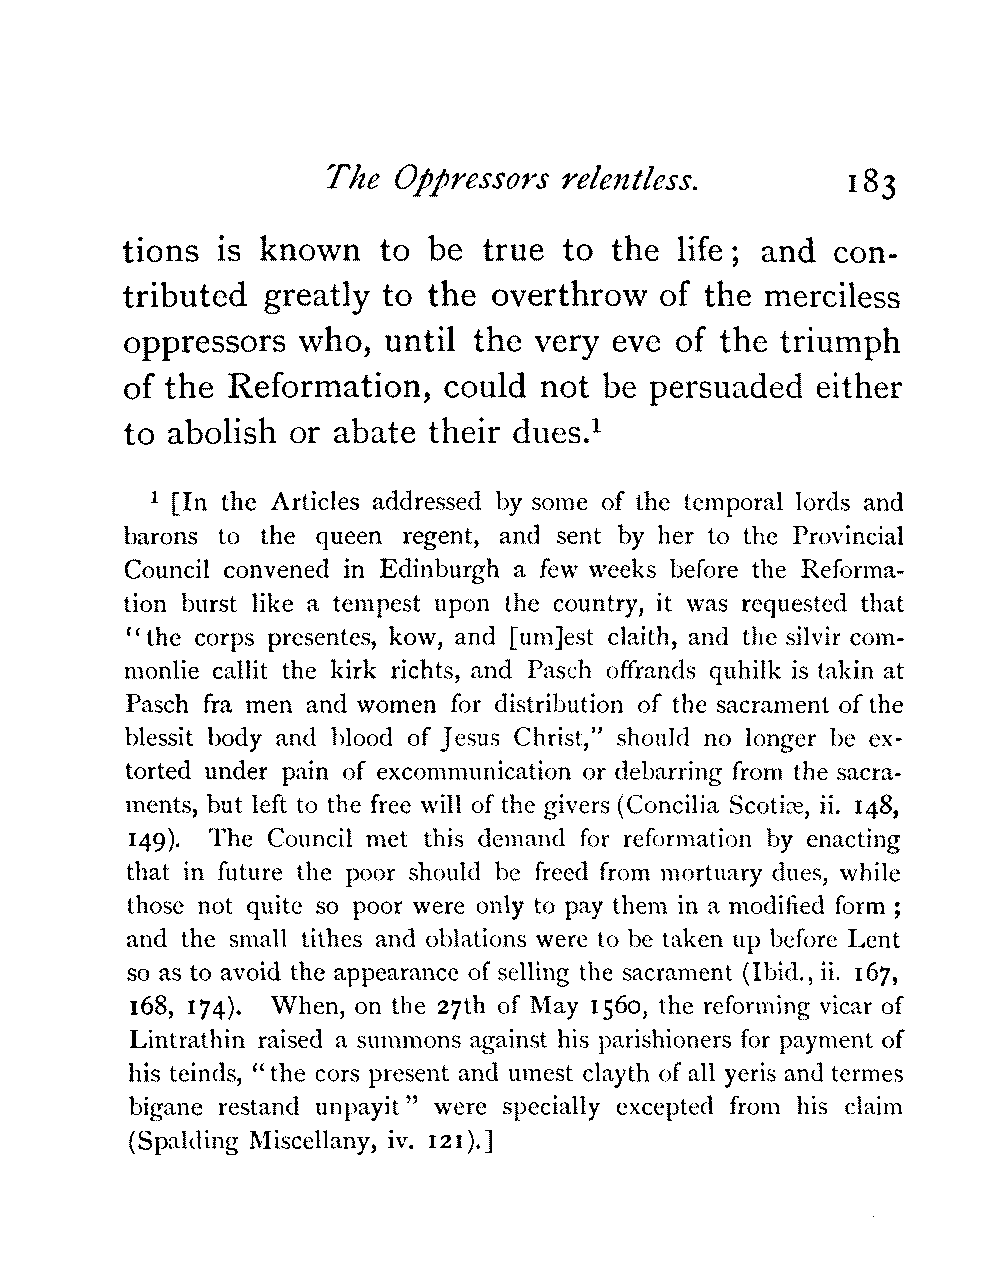 The Oppressors relentless. 183
tions is known to be true to the life ; and con-
tributed greatly to the overthrow of the merciless
oppressors who, until the very eve of the triumph
of the Reformation, could not be persuaded either
to abolish or abate their dues.¹
¹ [In the Articles addressed by some of the temporal lords and
barons to the queen regent, and sent by her to the Provincial
Council convened in Edinburgh a few weeks before the Reforma-
tion burst like a tempest upon the country, it was requested that
“the corps presentes, kow, and [um]est claith, and the silvir com-
monlie callit the kirk richts, and Pasch offrands quhilk is takin at
Pasch fra men and women for distribution of the sacrament of the
blessit body and blood of Jesus Christ,” should no longer be ex-
torted under pain of excommunication or debarring from the sacra-
ments, but left to the free will of the givers (Concilia Scotiæ, ii. 148,
149). The Council met this demand for reformation by enacting
that in future the poor should be freed from mortuary dues, while
those not quite so poor were only to pay them in a modified form ;
and the small tithes and oblations were to be taken up before Lent
so as to avoid the appearance of selling the sacrament (Ibid., ii. 167,
168, 174). When, on the 27th of May 1560, the reforming vicar of
Lintrathin raised a summons against his parishioners for payment of
his teinds, “the cors present and umest clayth of all yeris and termes
bigane restand unpayit” were specially excepted from his claim
(Spalding Miscellany, iv. 121).]